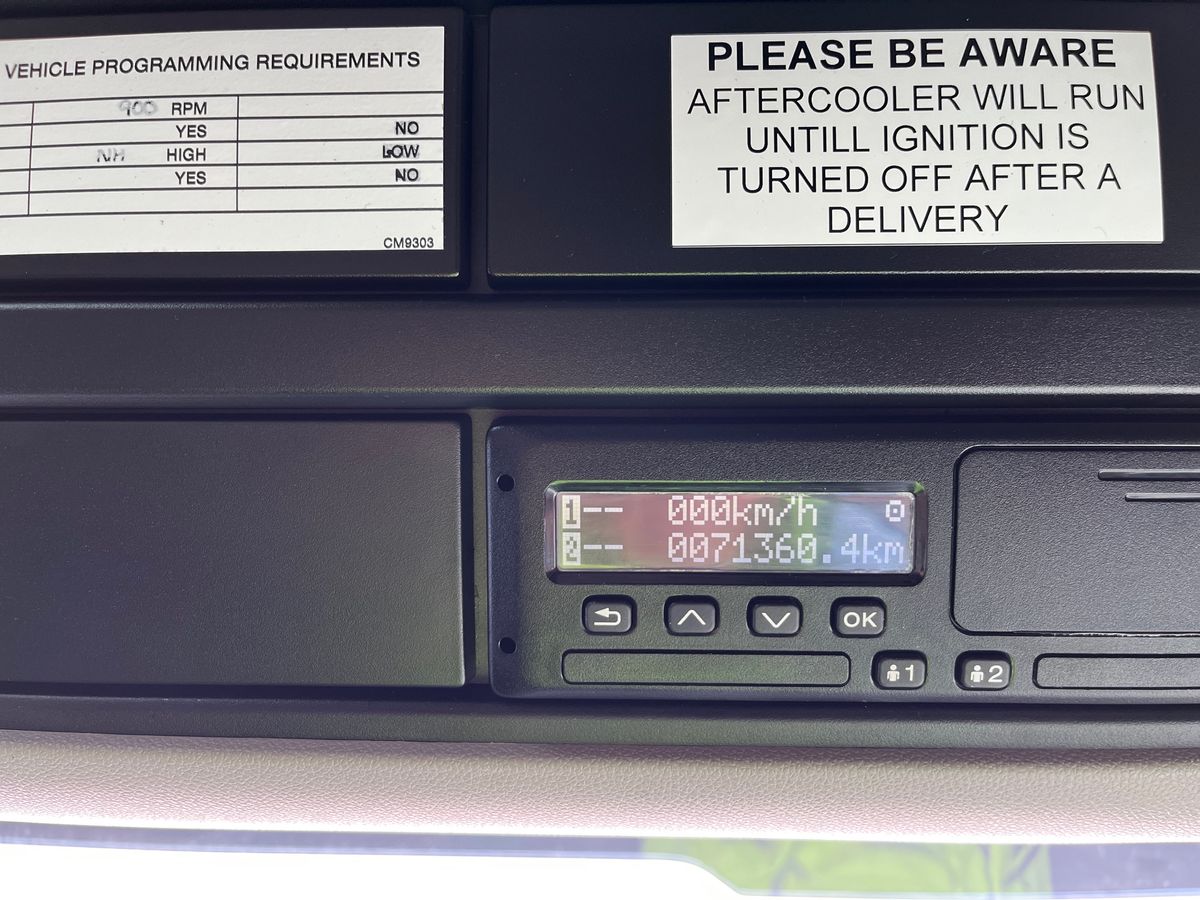 VEHICLE PROGRAMMING REQUIREMENTS
900 RPM
YES NO
NH HIGH LOW
YES NO
CM9303
PLEASE BE AWARE
AFTERCOOLER WILL RUN
UNTILL IGNITION IS
TURNED OFF AFTER A
DELIVERY
1-- 000km/h
0071360.4km
OK
1 2